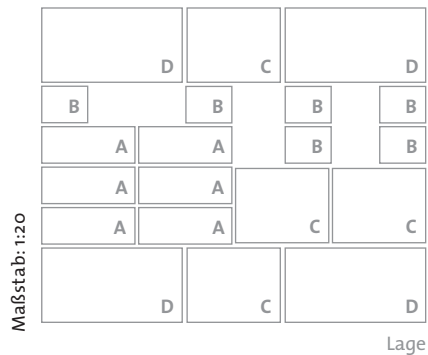 D C D
B B B B
A A B B
A A
A A C C
D C D
Maßstab: 1:20
Lage